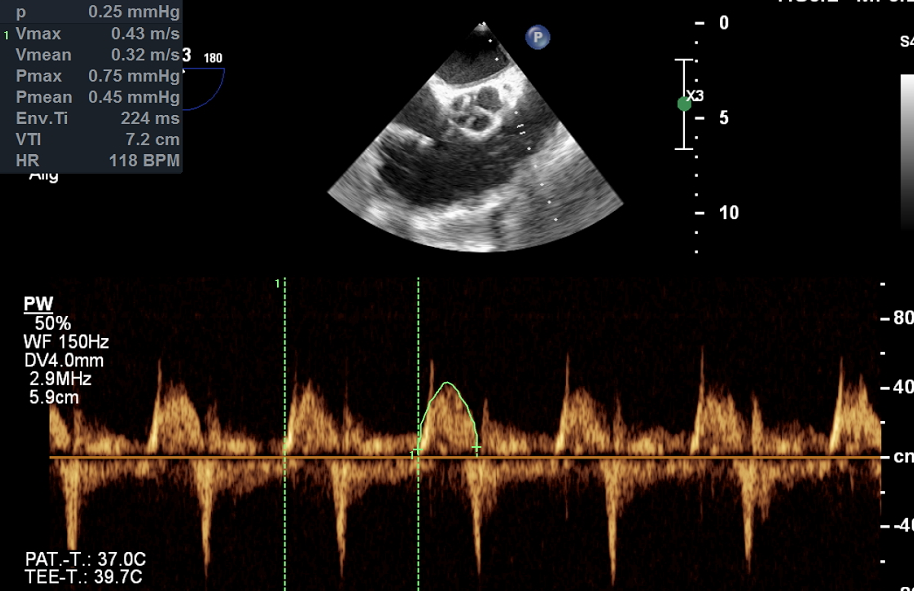 p 0.25 mmHg
1 Vmax 0.43 m/s
Vmean 0.32 m/s
Pmax 0.75 mmHg
Pmean 0.45 mmHg
Env.Ti 224 ms
VTI 7.2 cm
HR 118 BPM
3 180
P
0
S4
X3
5
10
1
PW
50%
WF 150Hz
DV4.0mm
2.9MHz
5.9cm
80
40
1
cm
-40
PAT.-T.: 37.0C
TEE-T.: 39.7C